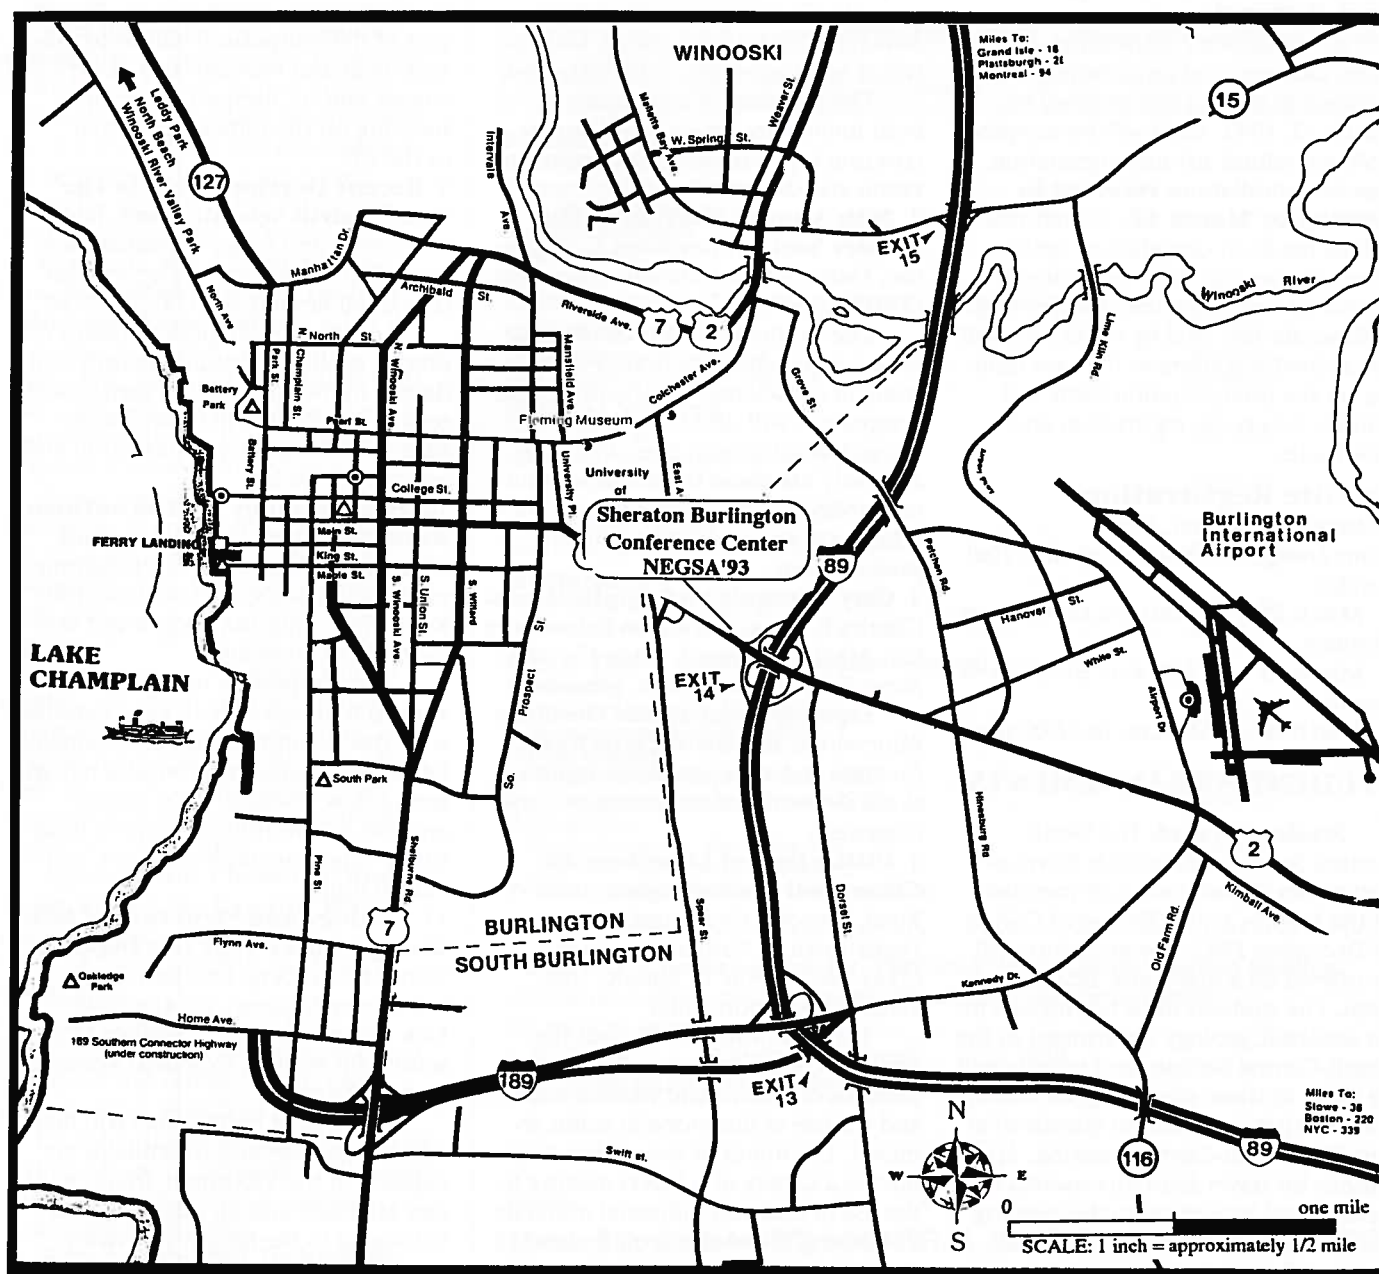 WINOOSKI
Miles To:
Grand Isle - 18
Plattsburgh - 2
Montreal - 94
15
Leddy Park
North Beach
Winooski River Valley Park
127
Intervale
Ave.
Malletts Bay Ave.
W. Spring St.
Weaver St.
EXIT
15
Winooski River
Manhattan Dr.
Archibald St.
Riverside Ave.
7
2
Lime Kiln Rd.
North Ave
North St.
Park St.
N. Champlain St.
N. Winooski Ave.
Mansfield Ave.
Colchester Ave.
Grove St.
Battery
Park
Pearl St.
Fleming Museum
Battery St.
College St.
University Pl.
University
of
East A
Airport Pkwy
Sheraton Burlington
Conference Center
NEGSA'93
Burlington
International
Airport
Main St.
FERRY LANDING
King St.
Maple St.
89
Patchen Rd.
Hanover St.
White St.
S. Winooski Ave.
S. Union St.
S. Willard
So. Prospect St.
LAKE
CHAMPLAIN
EXIT
14
Airport Dr.
South Park
Pine St
Shelburne Rd
Hinesburg Rd
2
Kimball Ave.
Spear St.
Dorset St.
Old Farm Rd.
7
BURLINGTON
SOUTH BURLINGTON
Flynn Ave.
Oakledge
Park
Kennedy Dr.
Home Ave.
189 Southern Connector Highway
(under construction)
189
EXIT
13
Swift st.
Miles To:
Stowe - 38
Boston - 220
NYC - 339
116
89
N
W E
S
0 one mile
SCALE: 1 inch = approximately 1/2 mile